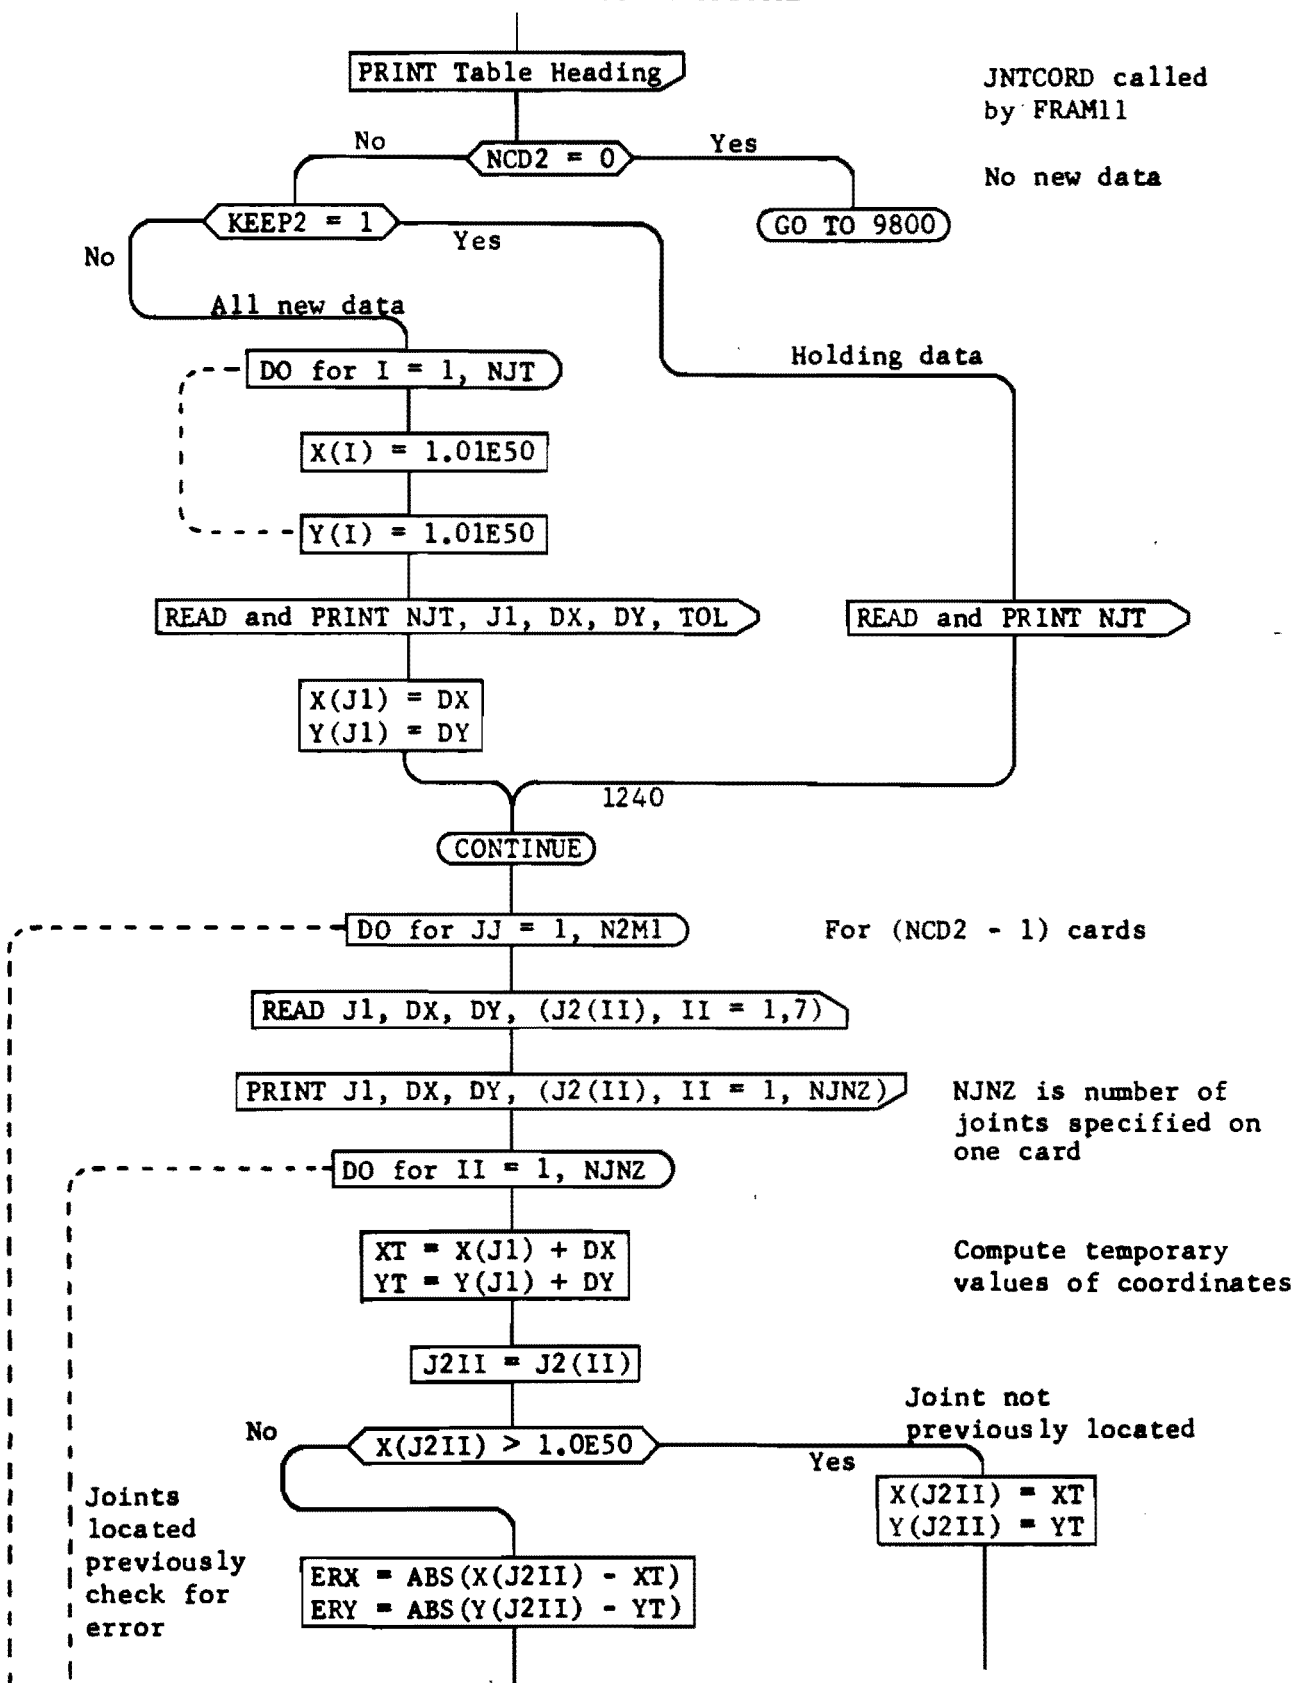 PRINT Table Heading
JNTCORD called
by FRAM11
No
NCD2 = 0
Yes
No new data
KEEP2 = 1
GO TO 9800
Yes
No
All new data
Holding data
DO for I = 1, NJT
X(I) = 1.01E50
Y(I) = 1.01E50
READ and PRINT NJT, J1, DX, DY, TOL
READ and PRINT NJT
X(J1) = DX
Y(J1) = DY
1240
CONTINUE
DO for JJ = 1, N2M1
For (NCD2 - 1) cards
READ J1, DX, DY, (J2(II), II = 1,7)
PRINT J1, DX, DY, (J2(II), II = 1, NJNZ)
NJNZ is number of
joints specified on
one card
DO for II = 1, NJNZ
XT = X(J1) + DX
YT = Y(J1) + DY
Compute temporary
values of coordinates
J2II = J2(II)
Joint not
previously located
No
X(J2II) > 1.0E50
Yes
X(J2II) = XT
Y(J2II) = YT
Joints
located
previously
check for
error
ERX = ABS(X(J2II) - XT)
ERY = ABS(Y(J2II) - YT)